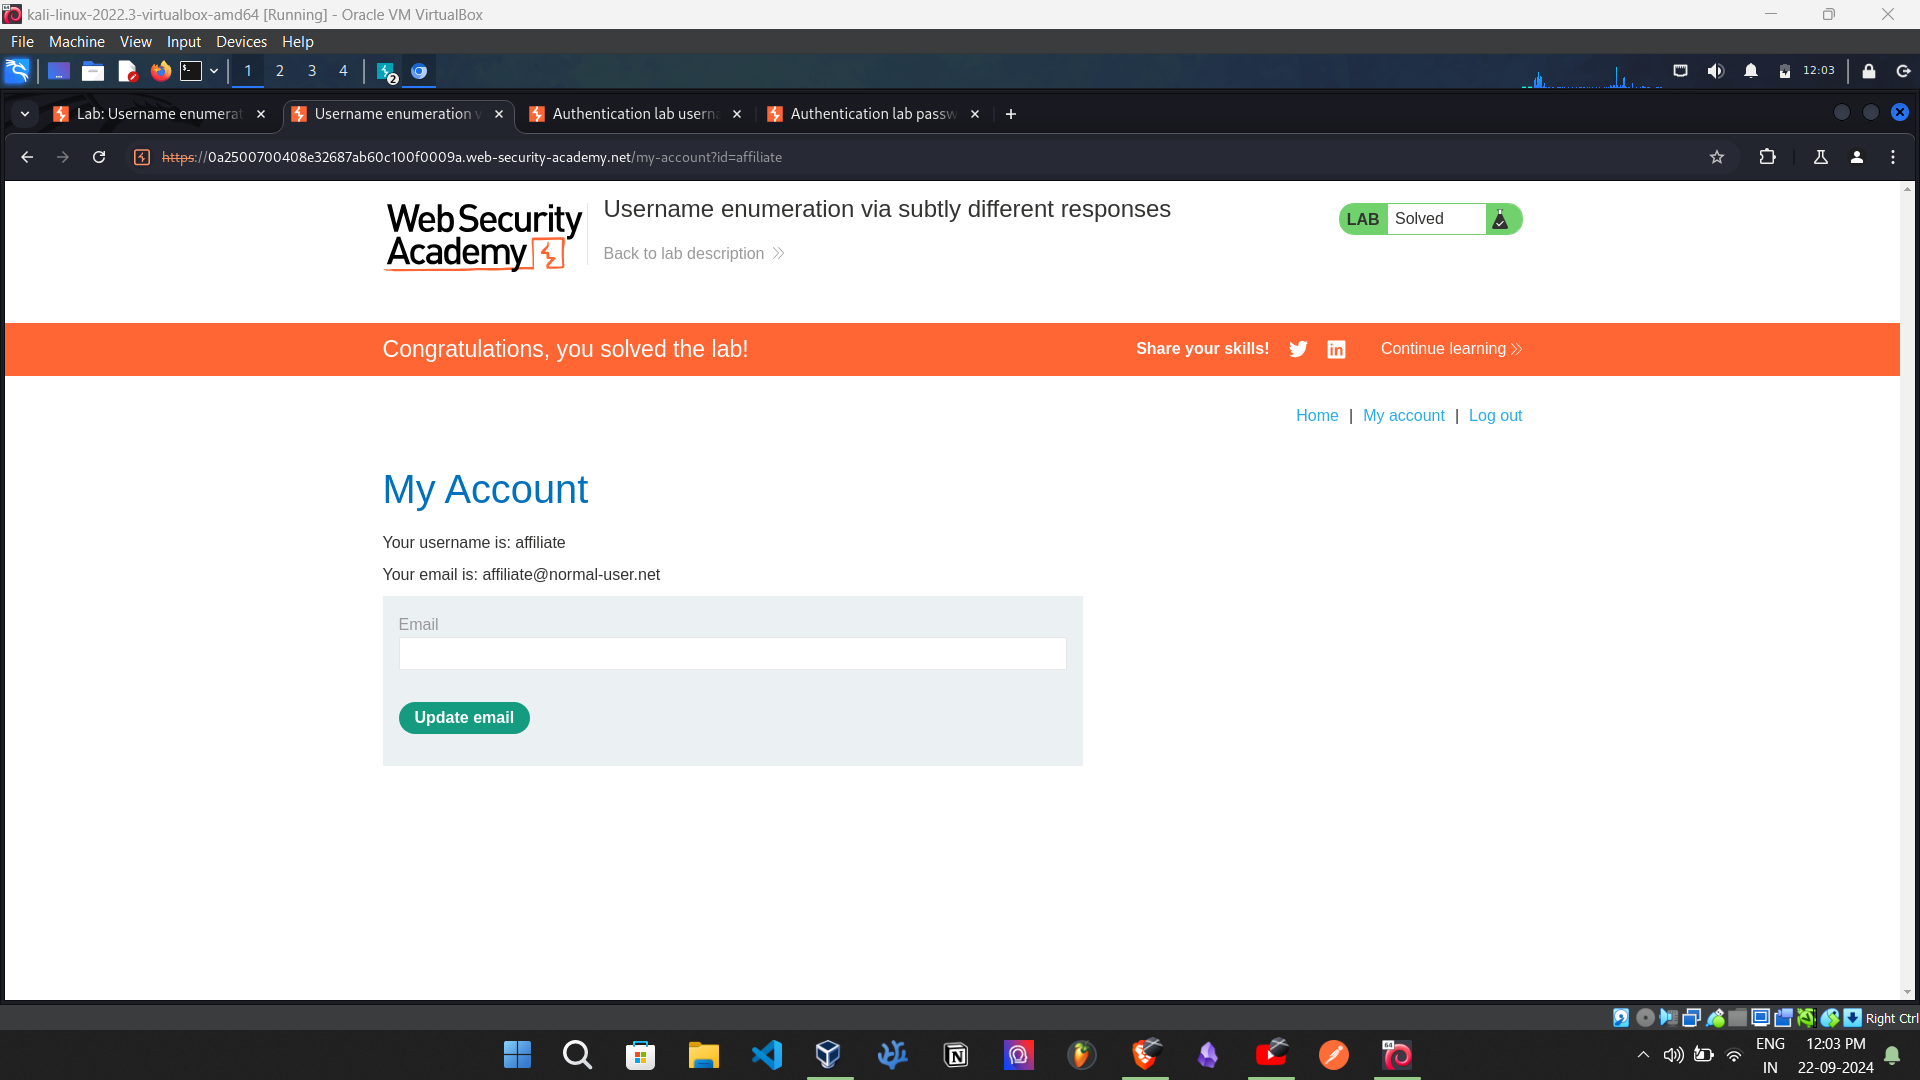 kali-linux-2022.3-virtualbox-amd64 [Running] - Oracle VM VirtualBox
File Machine View Input Devices Help
1 2 3 4 2 12:03
Lab: Username enumerat
Username enumeration v
Authentication lab userna
Authentication lab passw
https://0a2500700408e32687ab60c100f0009a.web-security-academy.net/my-account?id=affiliate
WebSecurity
Academy
Username enumeration via subtly different responses
Back to lab description
LAB Solved
Congratulations, you solved the lab!
Share your skills!
Continue learning
Home | My account | Log out
My Account
Your username is: affiliate
Your email is: affiliate@normal-user.net
Email
Update email
Right Ctrl
64
ENG
IN
12:03 PM
22-09-2024